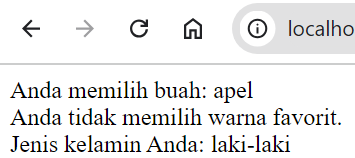 localho
Anda memilih buah: apel
Anda tidak memilih warna favorit.
Jenis kelamin Anda: laki-laki